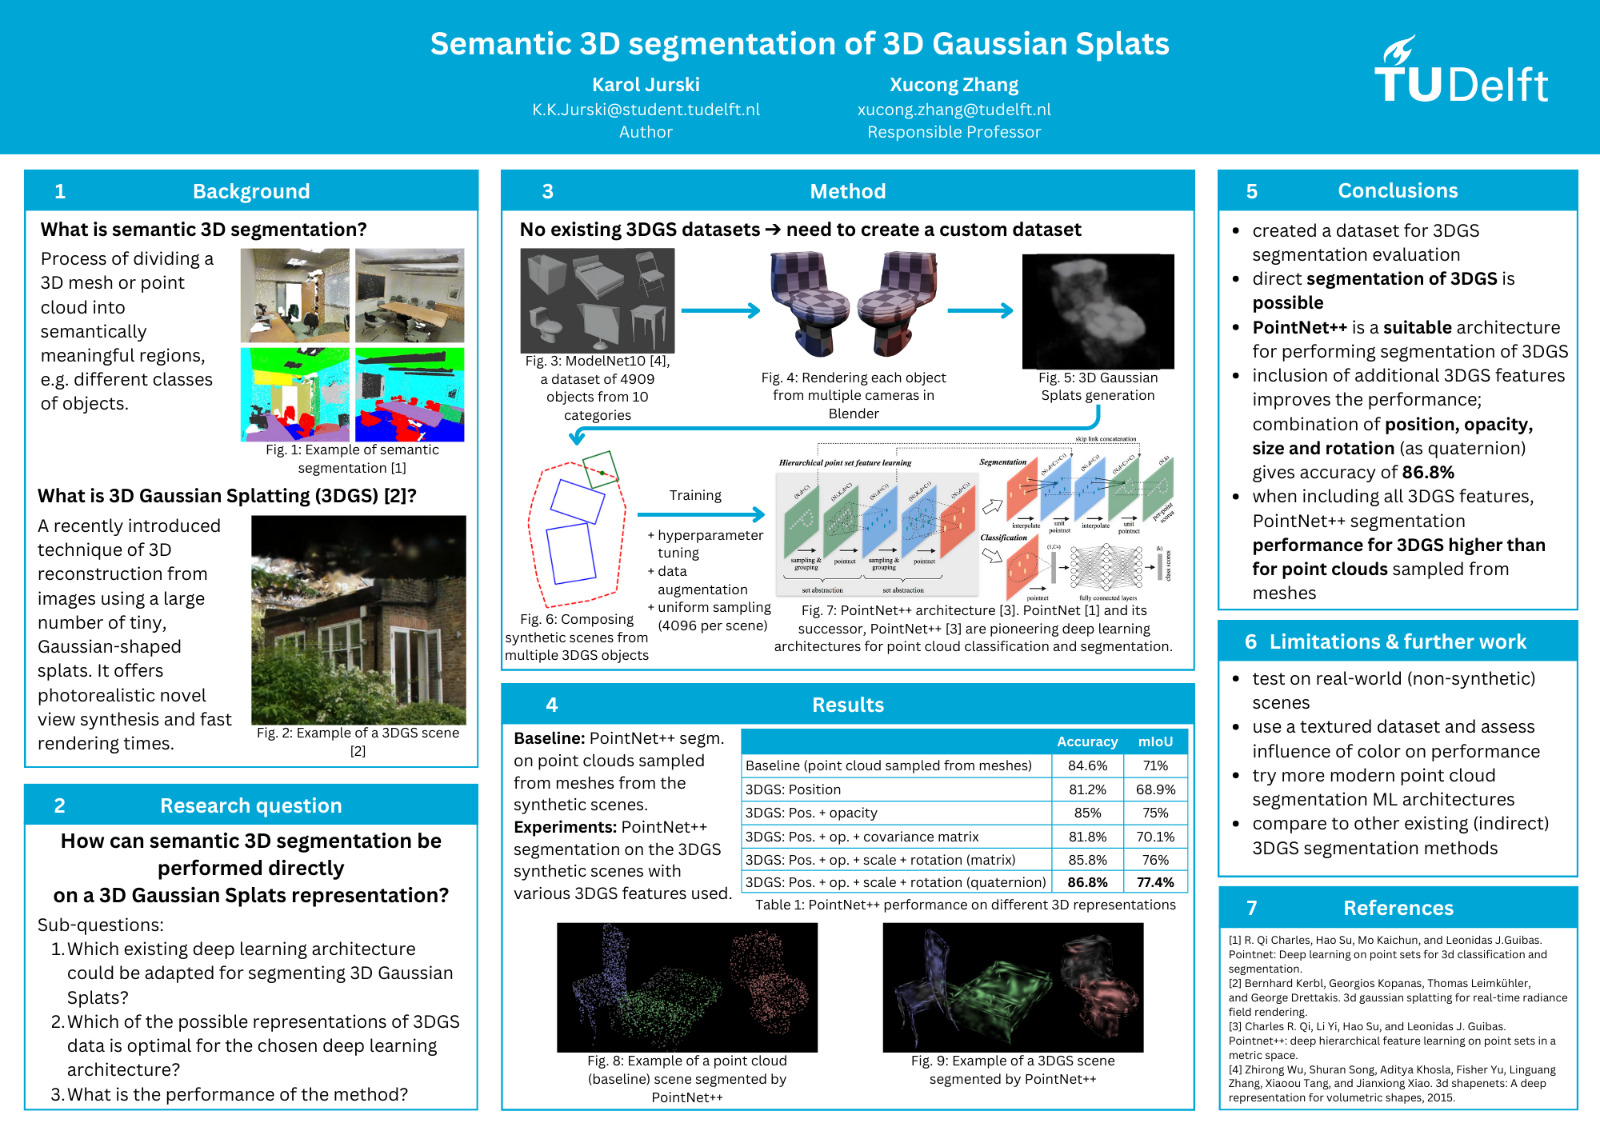 Semantic 3D segmentation of 3D Gaussian Splats
Karol Jurski
K.K.Jurski@student.tudelft.nl
Author
Xucong Zhang
xucong.zhang@tudelft.nl
Responsible Professor
TUDelft
1 Background
What is semantic 3D segmentation?
Process of dividing a
3D mesh or point
cloud into
semantically
meaningful regions,
e.g. different classes
of objects.
Fig. 1: Example of semantic
segmentation [1]
What is 3D Gaussian Splatting (3DGS) [2]?
A recently introduced
technique of 3D
reconstruction from
images using a large
number of tiny,
Gaussian-shaped
splats. It offers
photorealistic novel
view synthesis and fast
rendering times.
Fig. 2: Example of a 3DGS scene
[2]
2 Research question
How can semantic 3D segmentation be
performed directly
on a 3D Gaussian Splats representation?
Sub-questions:
1. Which existing deep learning architecture
could be adapted for segmenting 3D Gaussian
Splats?
2. Which of the possible representations of 3DGS
data is optimal for the chosen deep learning
architecture?
3. What is the performance of the method?
3 Method
No existing 3DGS datasets ➔ need to create a custom dataset
Fig. 3: ModelNet10 [4],
a dataset of 4909
objects from 10
categories
Fig. 4: Rendering each object
from multiple cameras in
Blender
Fig. 5: 3D Gaussian
Splats generation
Fig. 6: Composing
synthetic scenes from
multiple 3DGS objects
Training
+ hyperparameter
tuning
+ data
augmentation
+ uniform sampling
(4096 per scene)
skip link concatenation
Hierarchical point set feature learning
Segmentation
interpolate
unit
pointnet
interpolate
unit
pointnet
per-point
scores
Classification
sampling &
grouping
pointnet
sampling &
grouping
pointnet
set abstraction
set abstraction
pointnet
fully connected layers
class scores
Fig. 7: PointNet++ architecture [3]. PointNet [1] and its
successor, PointNet++ [3] are pioneering deep learning
architectures for point cloud classification and segmentation.
4 Results
Baseline: PointNet++ segm.
on point clouds sampled
from meshes from the
synthetic scenes.
Experiments: PointNet++
segmentation on the 3DGS
synthetic scenes with
various 3DGS features used.
Accuracy mIoU
Baseline (point cloud sampled from meshes) 84.6% 71%
3DGS: Position 81.2% 68.9%
3DGS: Pos. + opacity 85% 75%
3DGS: Pos. + op. + covariance matrix 81.8% 70.1%
3DGS: Pos. + op. + scale + rotation (matrix) 85.8% 76%
3DGS: Pos. + op. + scale + rotation (quaternion) 86.8% 77.4%
Table 1: PointNet++ performance on different 3D representations
Fig. 8: Example of a point cloud
(baseline) scene segmented by
PointNet++
Fig. 9: Example of a 3DGS scene
segmented by PointNet++
5 Conclusions
• created a dataset for 3DGS
segmentation evaluation
• direct segmentation of 3DGS is
possible
• PointNet++ is a suitable architecture
for performing segmentation of 3DGS
• inclusion of additional 3DGS features
improves the performance;
combination of position, opacity,
size and rotation (as quaternion)
gives accuracy of 86.8%
• when including all 3DGS features,
PointNet++ segmentation
performance for 3DGS higher than
for point clouds sampled from
meshes
6 Limitations & further work
• test on real-world (non-synthetic)
scenes
• use a textured dataset and assess
influence of color on performance
• try more modern point cloud
segmentation ML architectures
• compare to other existing (indirect)
3DGS segmentation methods
7 References
[1] R. Qi Charles, Hao Su, Mo Kaichun, and Leonidas J.Guibas.
Pointnet: Deep learning on point sets for 3d classification and
segmentation.
[2] Bernhard Kerbl, Georgios Kopanas, Thomas Leimkühler,
and George Drettakis. 3d gaussian splatting for real-time radiance
field rendering.
[3] Charles R. Qi, Li Yi, Hao Su, and Leonidas J. Guibas.
Pointnet++: deep hierarchical feature learning on point sets in a
metric space.
[4] Zhirong Wu, Shuran Song, Aditya Khosla, Fisher Yu, Linguang
Zhang, Xiaoou Tang, and Jianxiong Xiao. 3d shapenets: A deep
representation for volumetric shapes, 2015.